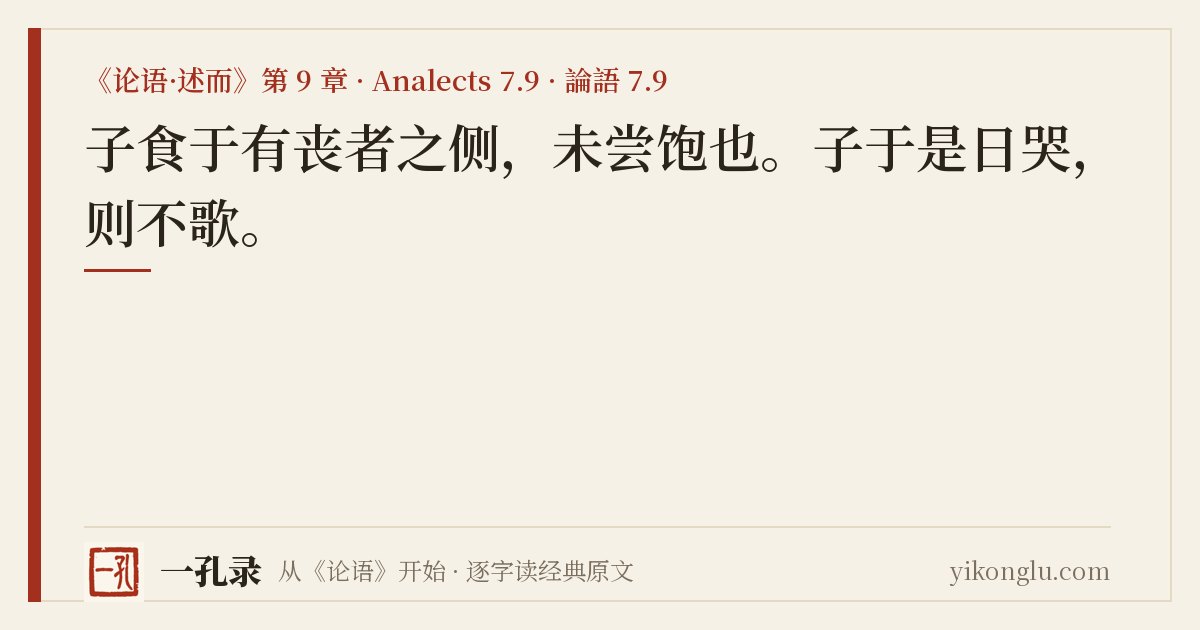 《论语·述而》第 9 章 · Analects 7.9 · 論語 7.9
子食于有丧者之侧，未尝饱也。子于是日哭，
则不歌。
一孔
一孔录 从《论语》开始 · 逐字读经典原文 yikonglu.com